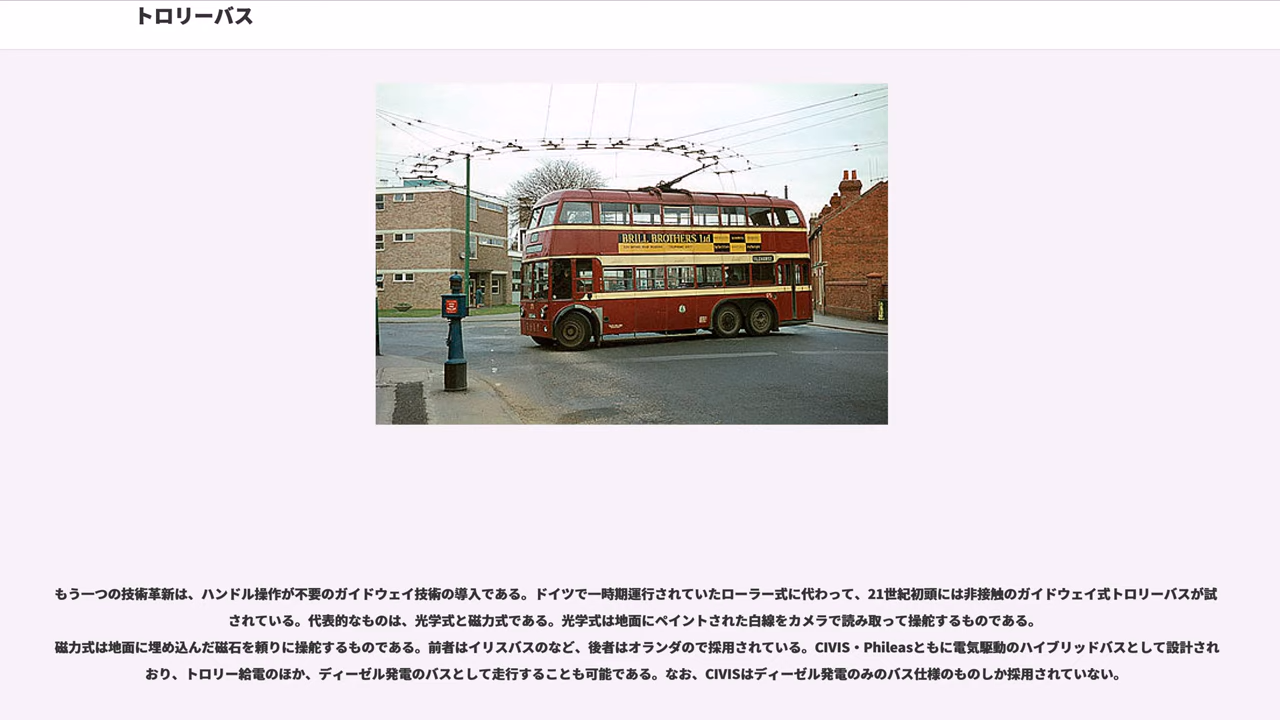 トロリーバス
BRILL BROTHERS Ltd
もう一つの技術革新は、ハンドル操作が不要のガイドウェイ技術の導入である。ドイツで一時期運行されていたローラー式に代わって、21世紀初頭には非接触のガイドウェイ式トロリーバスが試
されている。代表的なものは、光学式と磁力式である。光学式は地面にペイントされた白線をカメラで読み取って操舵するものである。
磁力式は地面に埋め込んだ磁石を頼りに操舵するものである。前者はイリスバスのなど、後者はオランダので採用されている。CIVIS・Phileasともに電気駆動のハイブリッドバスとして設計され
おり、トロリー給電のほか、ディーゼル発電のバスとして走行することも可能である。なお、CIVISはディーゼル発電のみのバス仕様のものしか採用されていない。